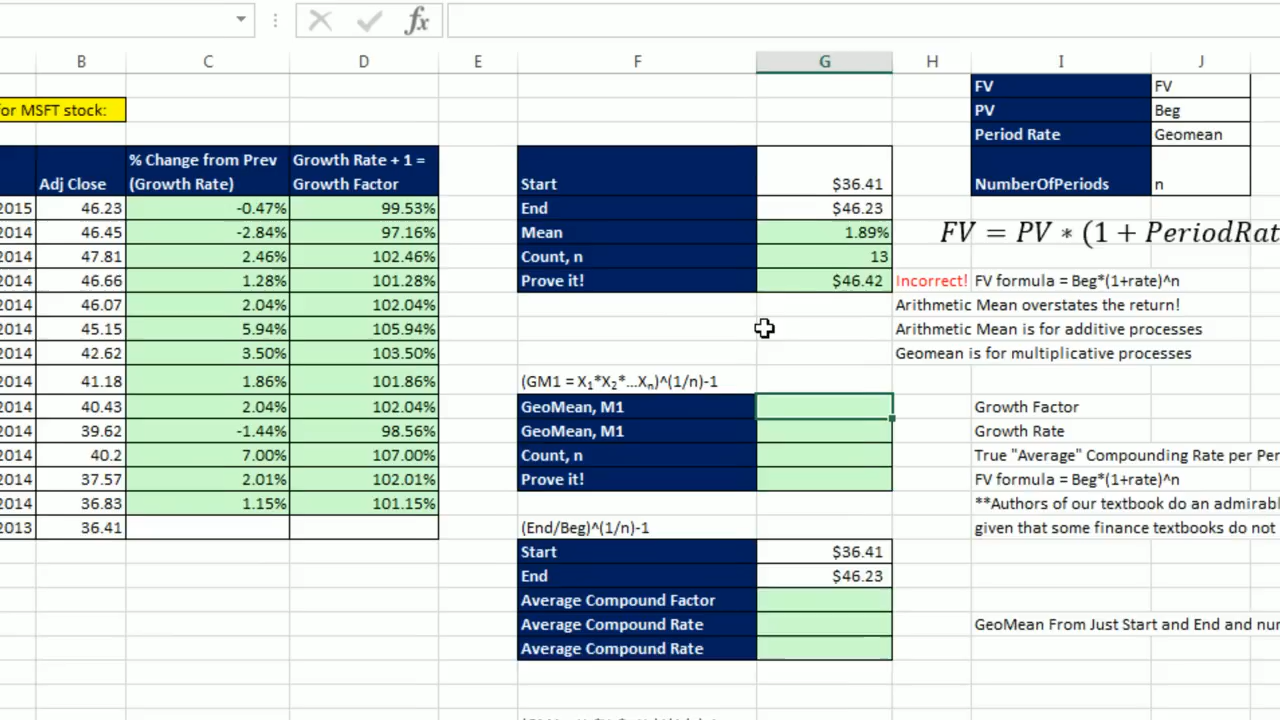 fx
B C D E F G H I J
FV FV
for MSFT stock:
PV Beg
Period Rate Geomean
Adj Close % Change from Prev (Growth Rate) Growth Rate + 1 = Growth Factor
Start $36.41
NumberOfPeriods n
2015 46.23 -0.47% 99.53% End $46.23
2014 46.45 -2.84% 97.16% Mean 1.89%
FV = PV ∗ (1 + PeriodRat
2014 47.81 2.46% 102.46% Count, n 13
2014 46.66 1.28% 101.28% Prove it! $46.42 Incorrect! FV formula = Beg*(1+rate)^n
2014 46.07 2.04% 102.04% Arithmetic Mean overstates the return!
2014 45.15 5.94% 105.94% Arithmetic Mean is for additive processes
2014 42.62 3.50% 103.50% Geomean is for multiplicative processes
2014 41.18 1.86% 101.86% (GM1 = X1*X2*...Xn)^(1/n)-1
2014 40.43 2.04% 102.04% GeoMean, M1 Growth Factor
2014 39.62 -1.44% 98.56% GeoMean, M1 Growth Rate
2014 40.2 7.00% 107.00% Count, n True "Average" Compounding Rate per Per
2014 37.57 2.01% 102.01% Prove it! FV formula = Beg*(1+rate)^n
2014 36.83 1.15% 101.15% **Authors of our textbook do an admirabl
2013 36.41 (End/Beg)^(1/n)-1 given that some finance textbooks do not
Start $36.41
End $46.23
Average Compound Factor
Average Compound Rate GeoMean From Just Start and End and nur
Average Compound Rate